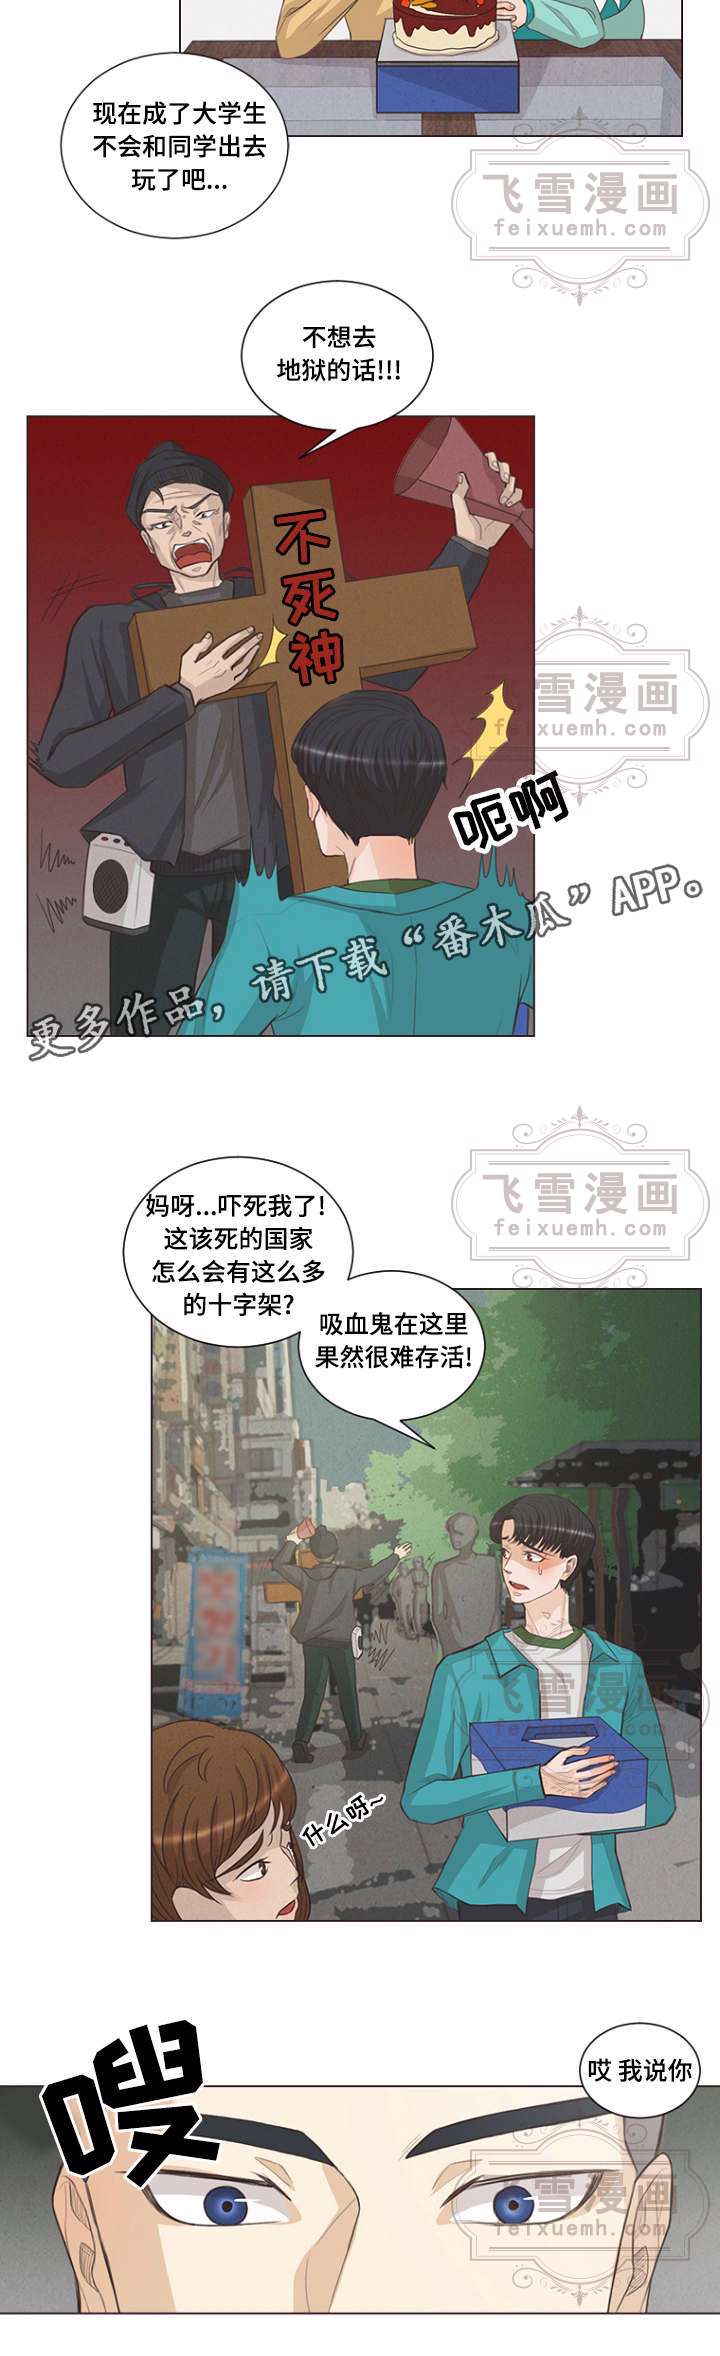 现在成了大学生
不会和同学出去
玩了吧...
飞雪漫画
feixuemh.com
不想去
地狱的话!!!
不死神
雪漫画
ixuemh.com
呃啊
更多作品，请下载“番木瓜”APP。
飞雪漫画
feixuemh.com
妈呀...吓死我了!
这该死的国家
怎么会有这么多
的十字架?
吸血鬼在这里
果然很难存活!
飞雪漫画
feixuemh.com
什么呀~
嗖
哎 我说你
飞雪漫画
feixuemh.com